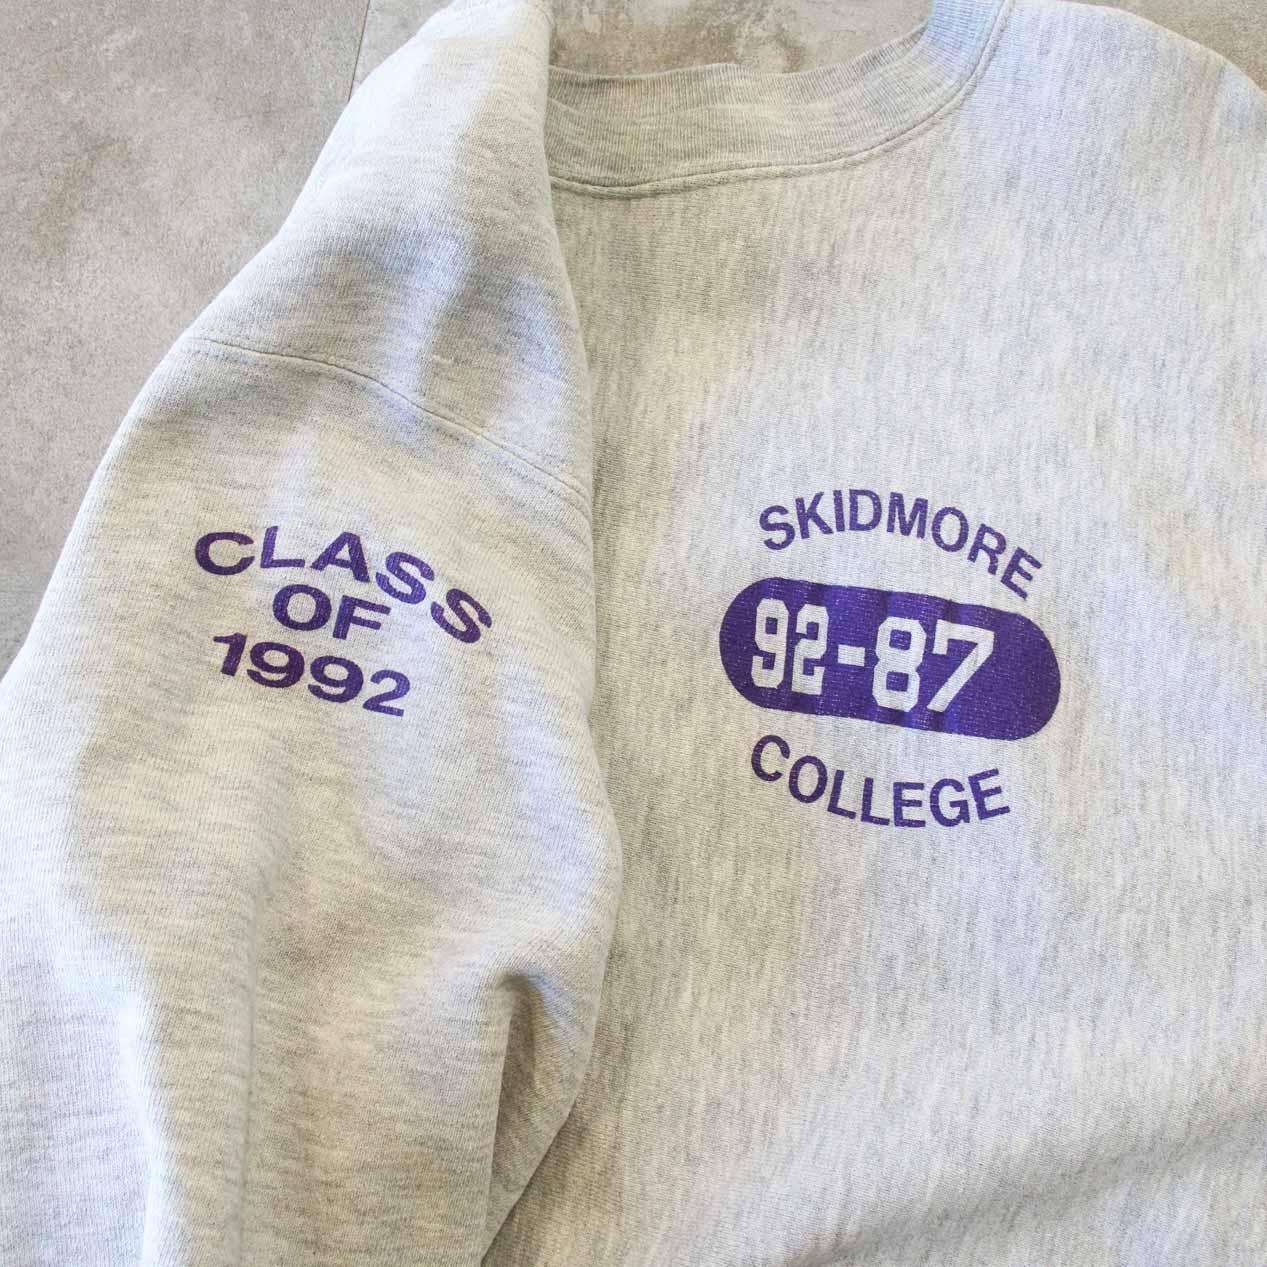 CLASS
OF
1992
SKIDMORE
92-87
COLLEGE